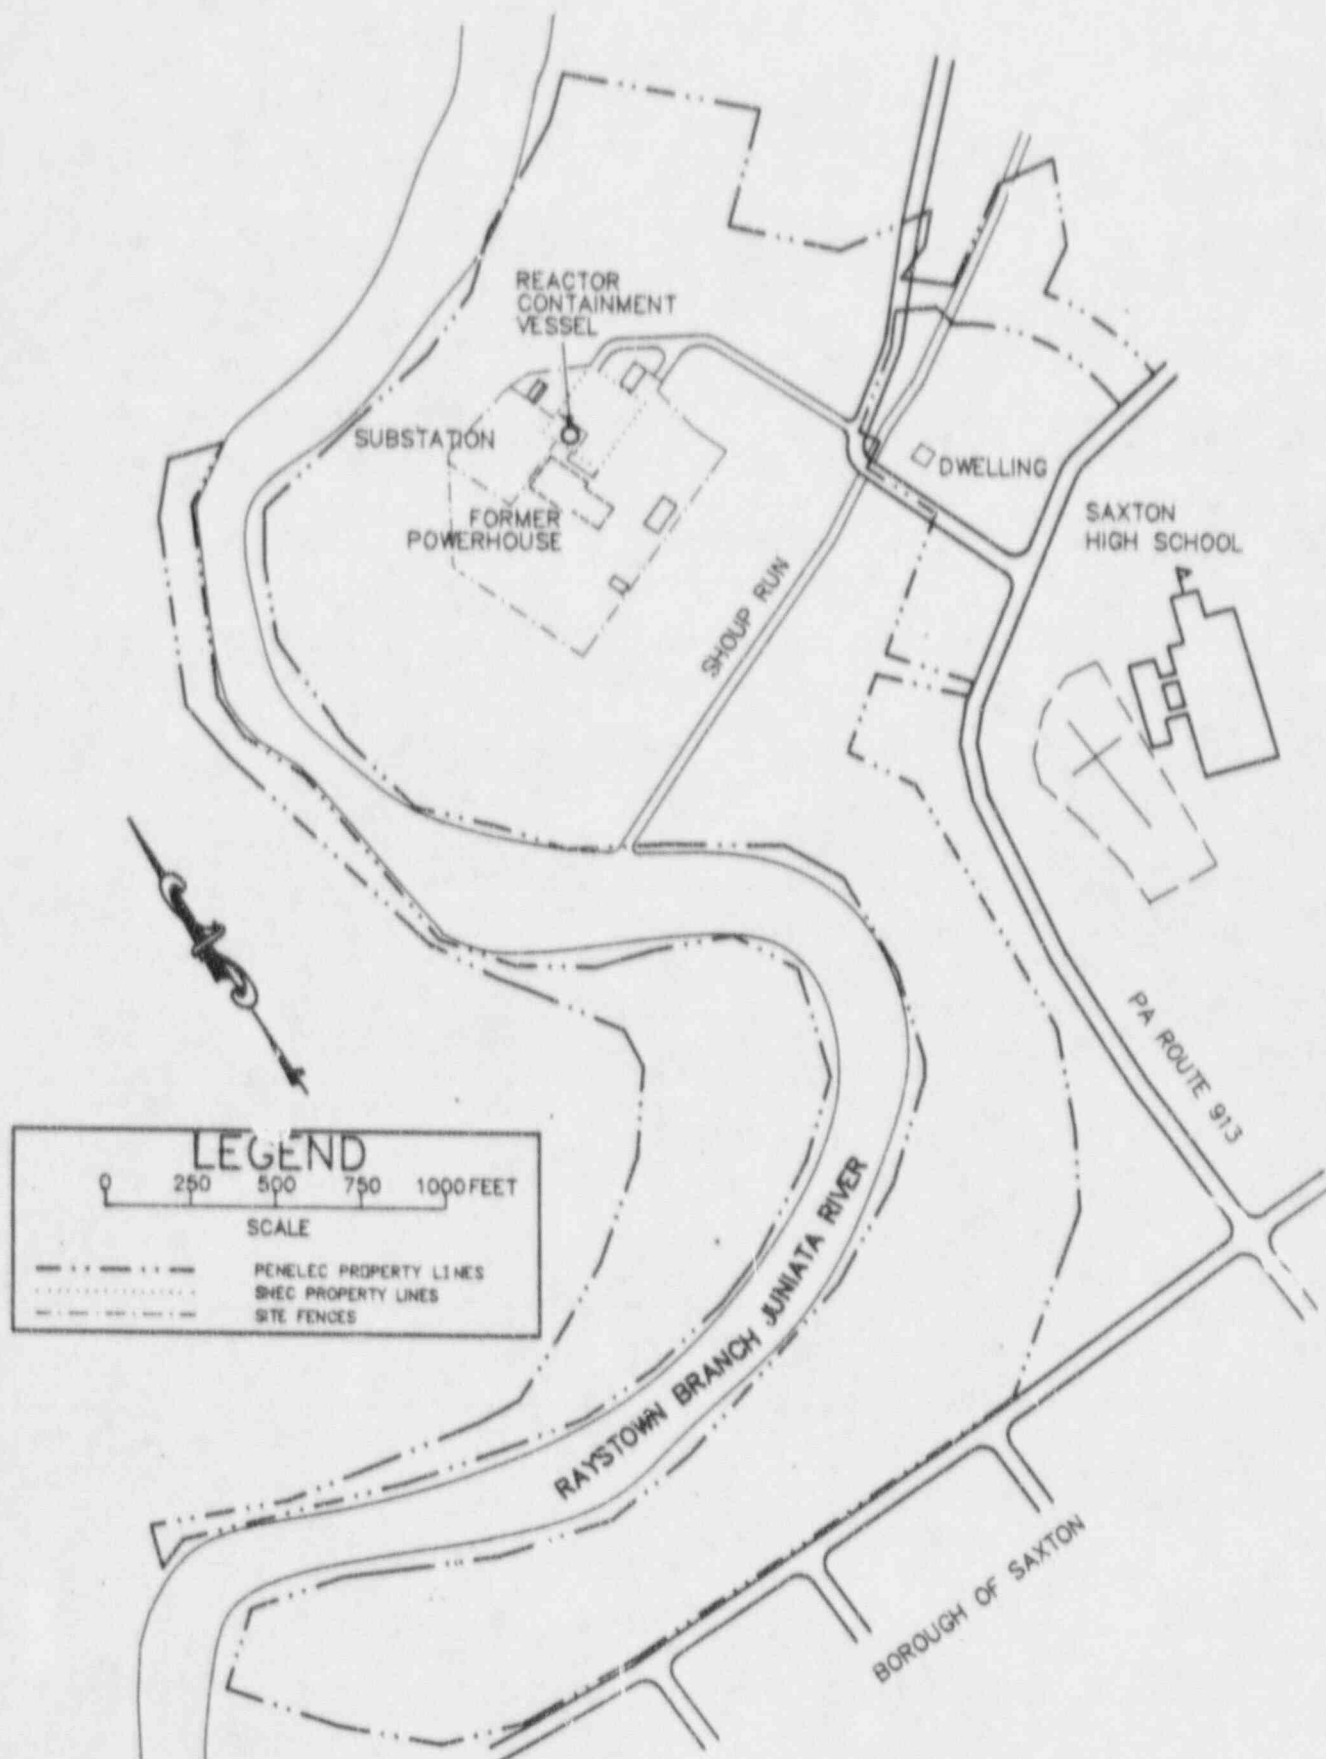 REACTOR
CONTAINMENT
VESSEL
SUBSTATION
DWELLING
FORMER
POWERHOUSE
SAXTON
HIGH SCHOOL
SHOUP RUN
PA ROUTE 913
LEGEND
0 250 500 750 1000 FEET
SCALE
PENELEC PROPERTY LINES
SNEC PROPERTY LINES
SITE FENCES
RAYSTOWN BRANCH JUNIATA RIVER
BOROUGH OF SAXTON